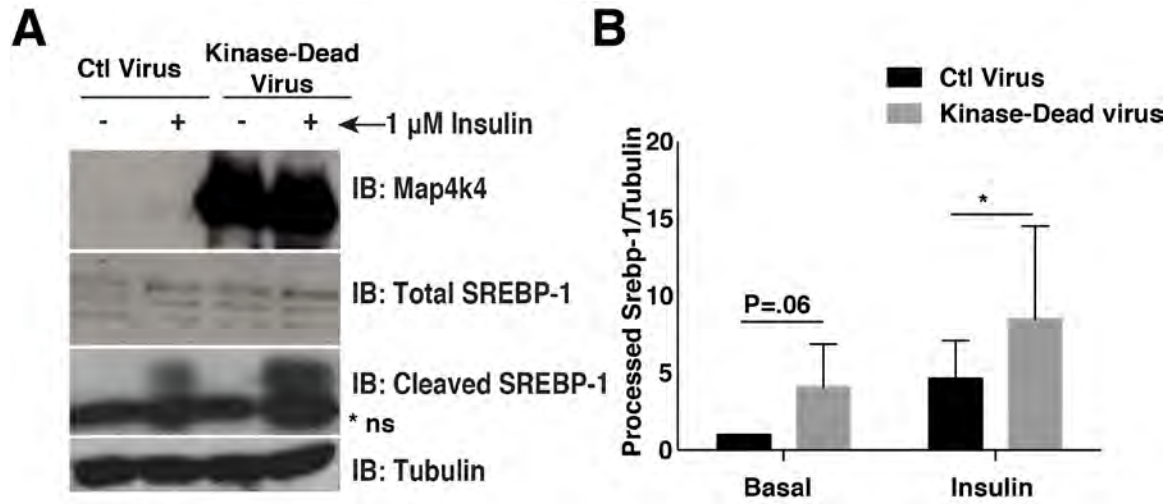 A
Ctl Virus
Kinase-Dead
Virus
- + - + ←1 µM Insulin
IB: Map4k4
IB: Total SREBP-1
IB: Cleaved SREBP-1
* ns
IB: Tubulin
B
Ctl Virus
Kinase-Dead virus
Processed Srebp-1/Tubulin
20
15
10
5
0
P=.06
*
Basal Insulin